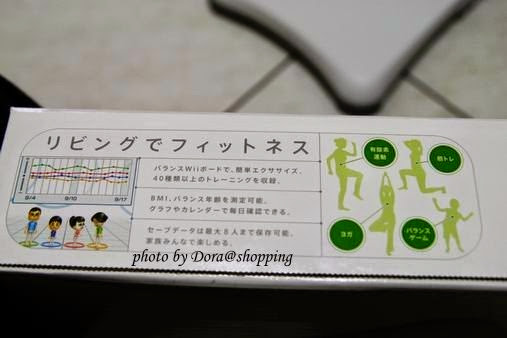 リビングでフィットネス
バランスWiiボードで、簡単エクササイズ。
40種類以上のトレーニングを収録。
BMI、バランス年齢を測定可能。
グラフやカレンダーで毎日確認できる。
セーブデータは最大8人まで保存可能。
家族みんなで楽しめる。
9/4 9/10 9/17
有酸素
運動
筋トレ
ヨガ
バランス
ゲーム
photo by Dora@shopping